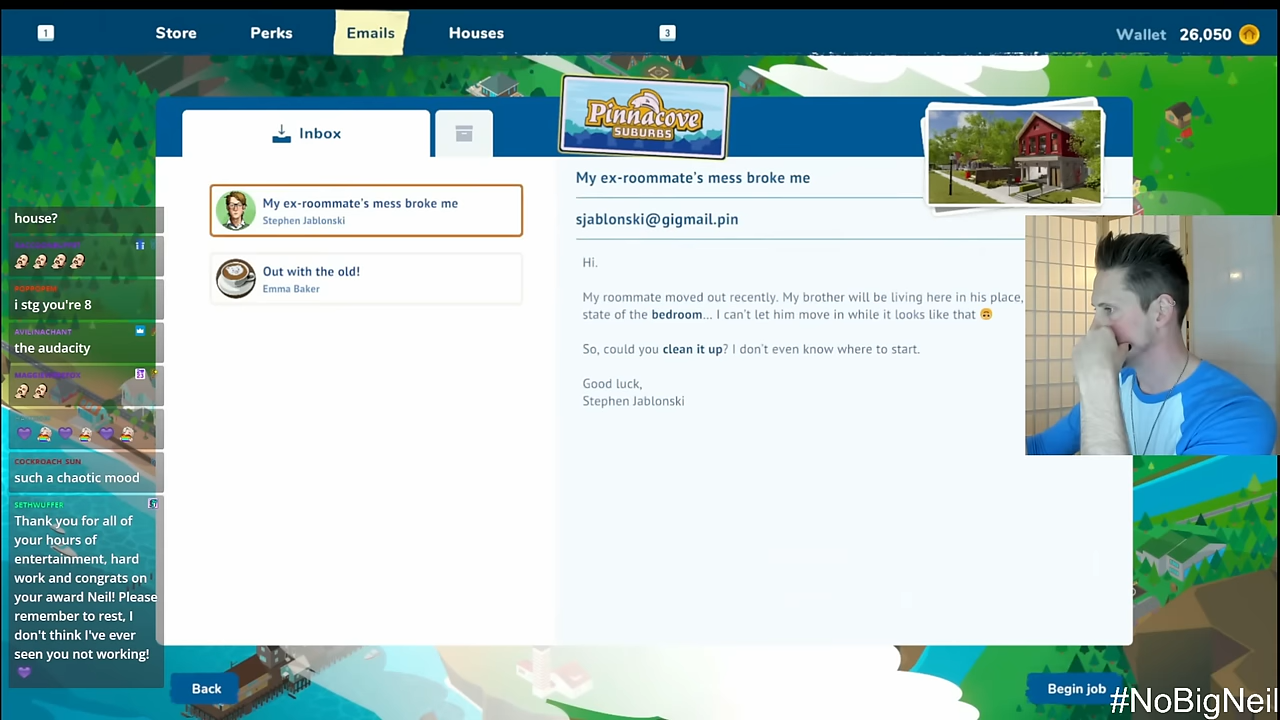 1
Store
Perks
Emails
Houses
3
Wallet 26,050
Pinnacove
SUBURBS
Inbox
My ex-roommate's mess broke me
Stephen Jablonski
Out with the old!
Emma Baker
My ex-roommate's mess broke me
sjablonski@gigmail.pin
Hi.
My roommate moved out recently. My brother will be living here in his place,
state of the bedroom... I can't let him move in while it looks like that 🙃
So, could you clean it up? I don't even know where to start.
Good luck,
Stephen Jablonski
house?
i stg you're 8
AVILINACHANT
the audacity
COCKROACH SUN
such a chaotic mood
SETHWUFFER
Thank you for all of
your hours of
entertainment, hard
work and congrats on
your award Neil! Please
remember to rest, I
don't think I've ever
seen you not working!
💜
Back
Begin job
#NoBigNeil